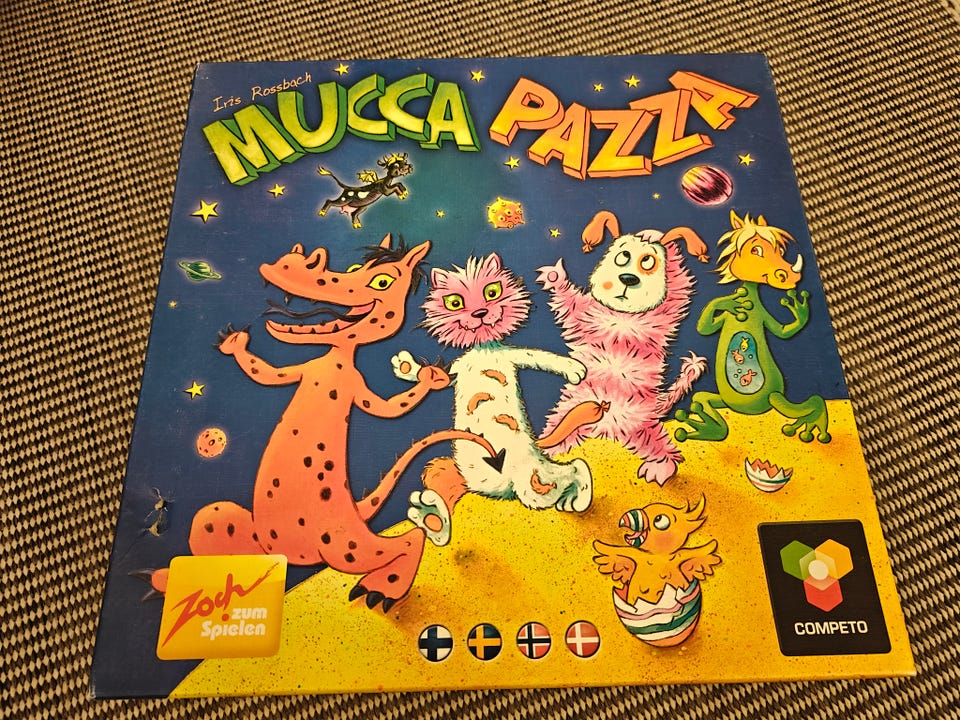 Iris Rossbach
MUCCA PAZZA
Zoch
zum
Spielen
COMPETO